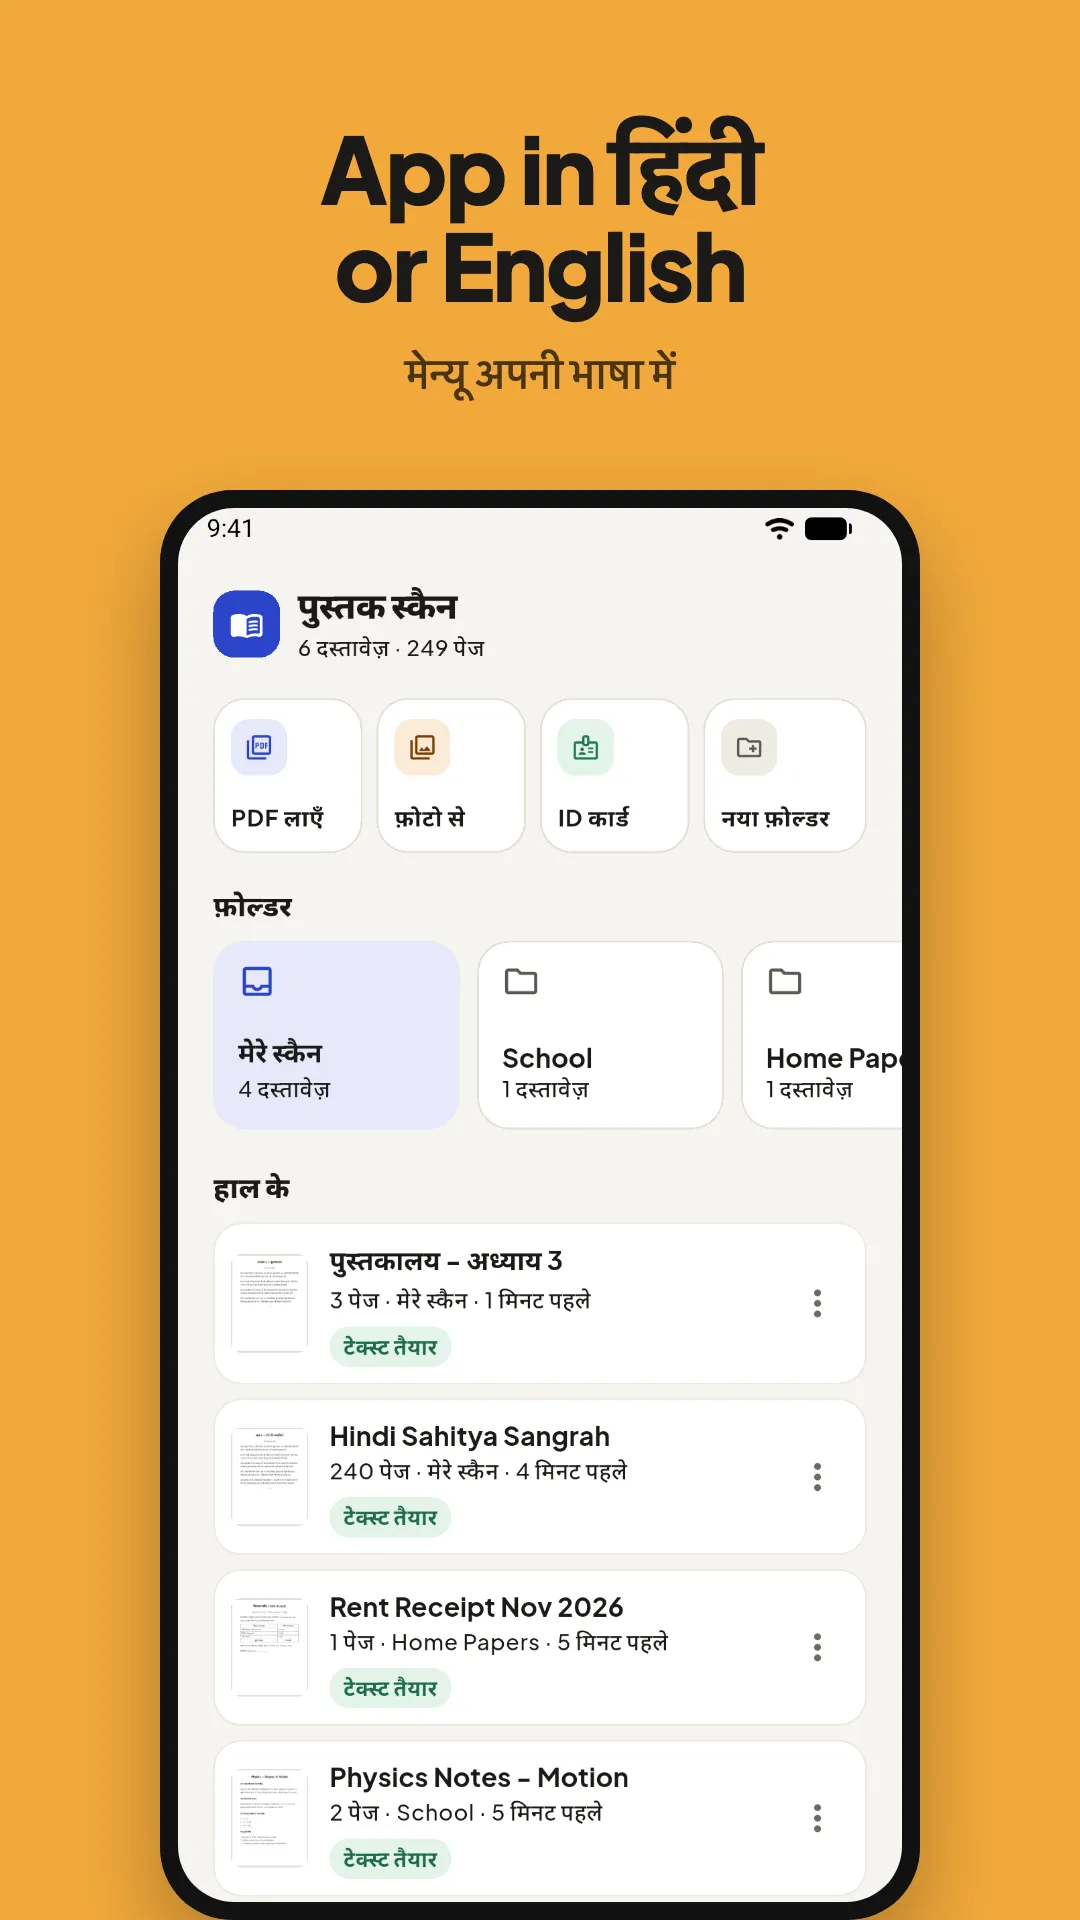 App in हिंदी
or English
मेन्यू अपनी भाषा में
9:41
पुस्तक स्कैन
6 दस्तावेज़ · 249 पेज
PDF
PDF लाएँ
फ़ोटो से
ID कार्ड
नया फ़ोल्डर
फ़ोल्डर
मेरे स्कैन
4 दस्तावेज़
School
1 दस्तावेज़
Home Pap
1 दस्तावेज़
हाल के
पुस्तकालय – अध्याय 3
3 पेज · मेरे स्कैन · 1 मिनट पहले
टेक्स्ट तैयार
Hindi Sahitya Sangrah
240 पेज · मेरे स्कैन · 4 मिनट पहले
टेक्स्ट तैयार
Rent Receipt Nov 2026
1 पेज · Home Papers · 5 मिनट पहले
टेक्स्ट तैयार
Physics Notes – Motion
2 पेज · School · 5 मिनट पहले
टेक्स्ट तैयार